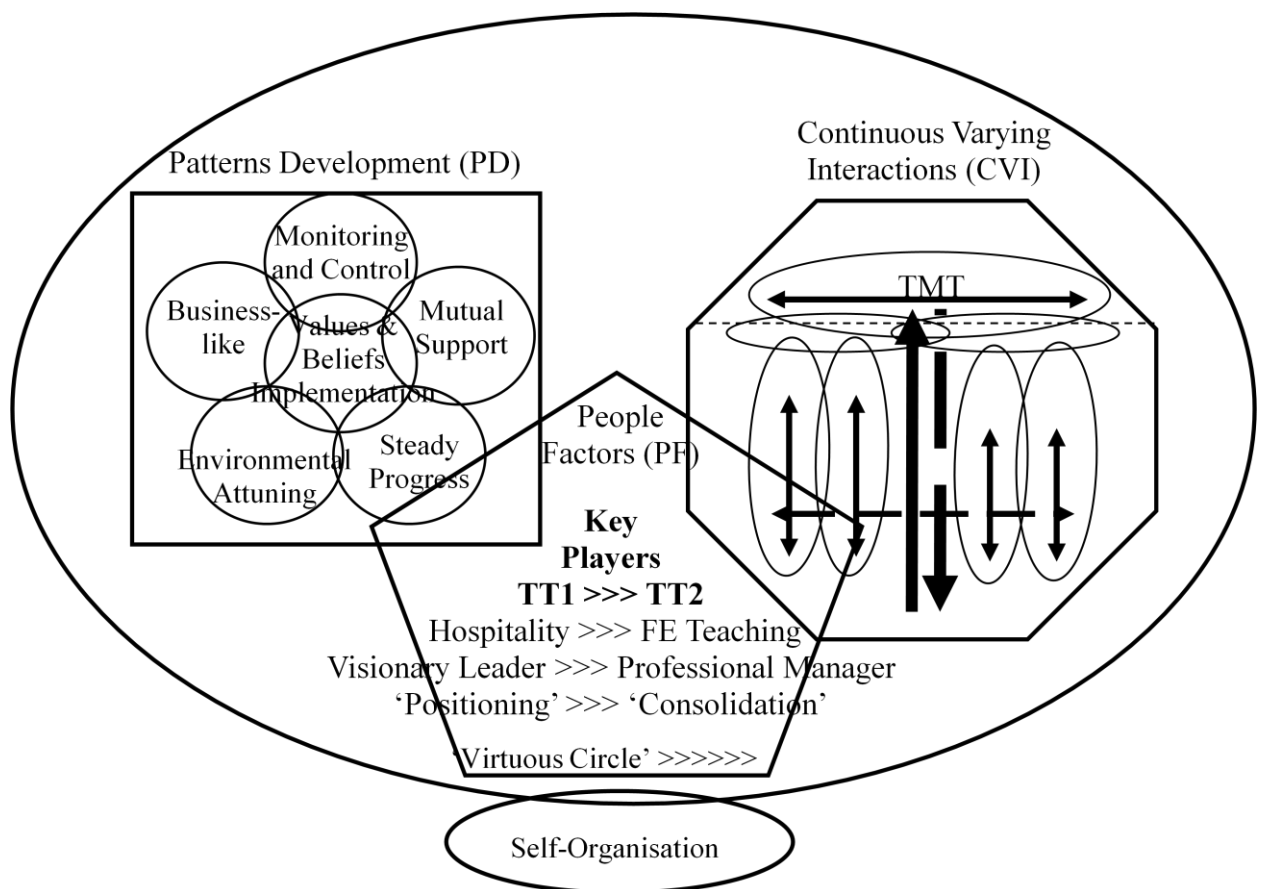 Patterns Development (PD)
Continuous Varying
Interactions (CVI)
Monitoring
and Control
Business-
like
Mutual
Support
Values &
Beliefs
Implementation
Environmental
Attuning
Steady
Progress
TMT
People
Factors (PF)
Key
Players
TT1 >>> TT2
Hospitality >>> FE Teaching
Visionary Leader >>> Professional Manager
‘Positioning’ >>> ‘Consolidation’
‘Virtuous Circle’ >>>>>>
Self-Organisation